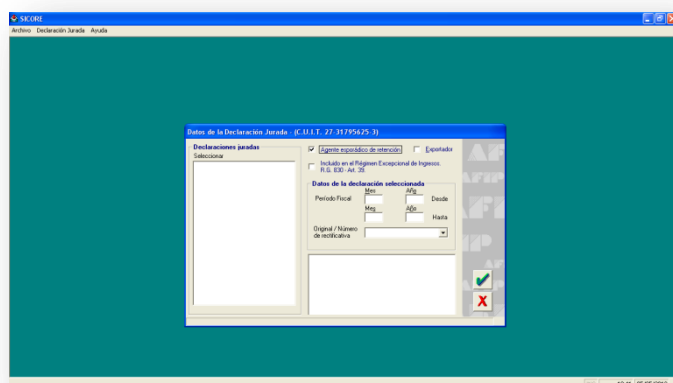 SICORE
Archivo Declaración Jurada Ayuda
Datos de la Declaración Jurada - (C.U.I.T. 27-31795625-3)
Declaraciones juradas
Seleccionar
Agente esporádico de retención
Exportador
Incluido en el Régimen Excepcional de Ingresos.
R.G. 830 - Art. 39.
Datos de la declaración seleccionada
Mes Año
Período Fiscal Desde
Mes Año
Hasta
Original / Número
de rectificativa
AFIP